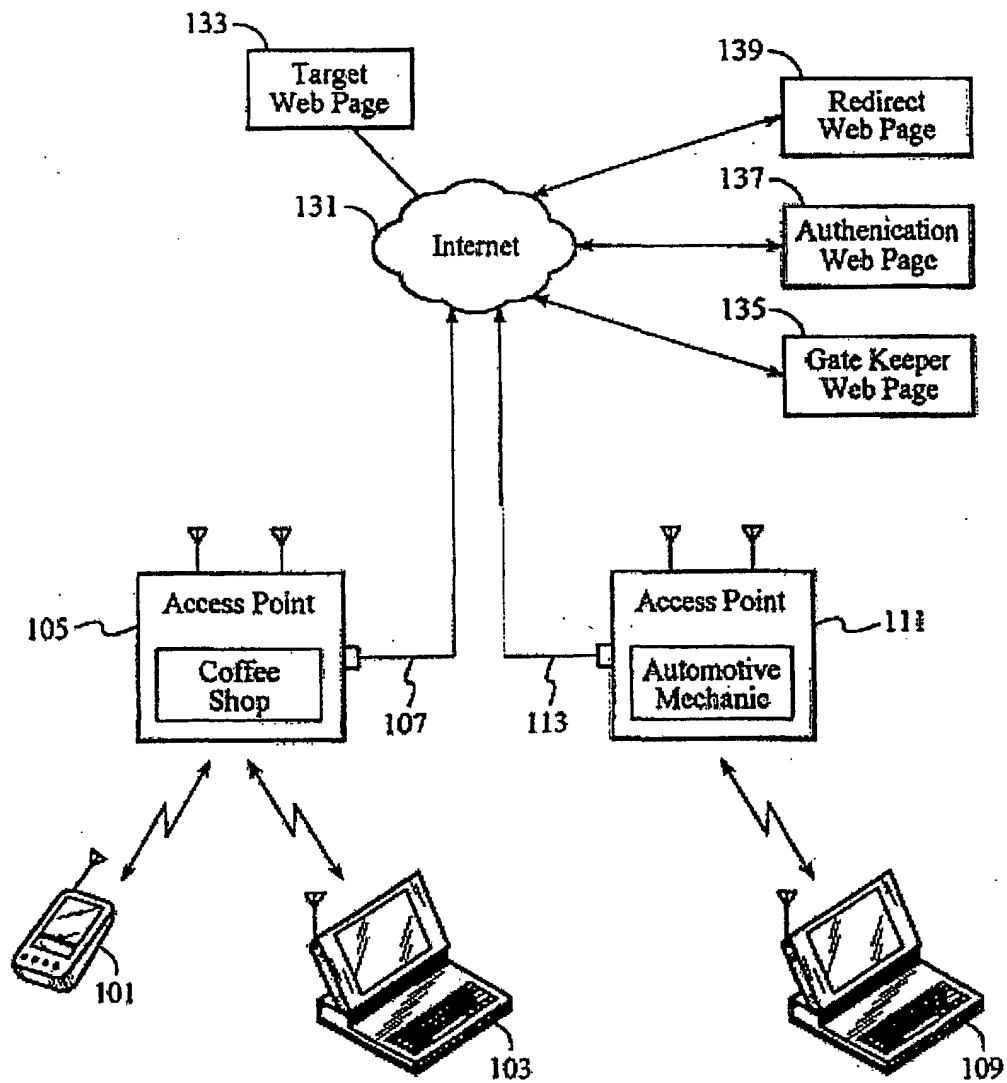 133
Target
Web Page
139
Redirect
Web Page
131
Internet
137
Authenication
Web Page
135
Gate Keeper
Web Page
105
Access Point
Coffee
Shop
107
113
Access Point
Automotive
Mechanic
111
101
103
109